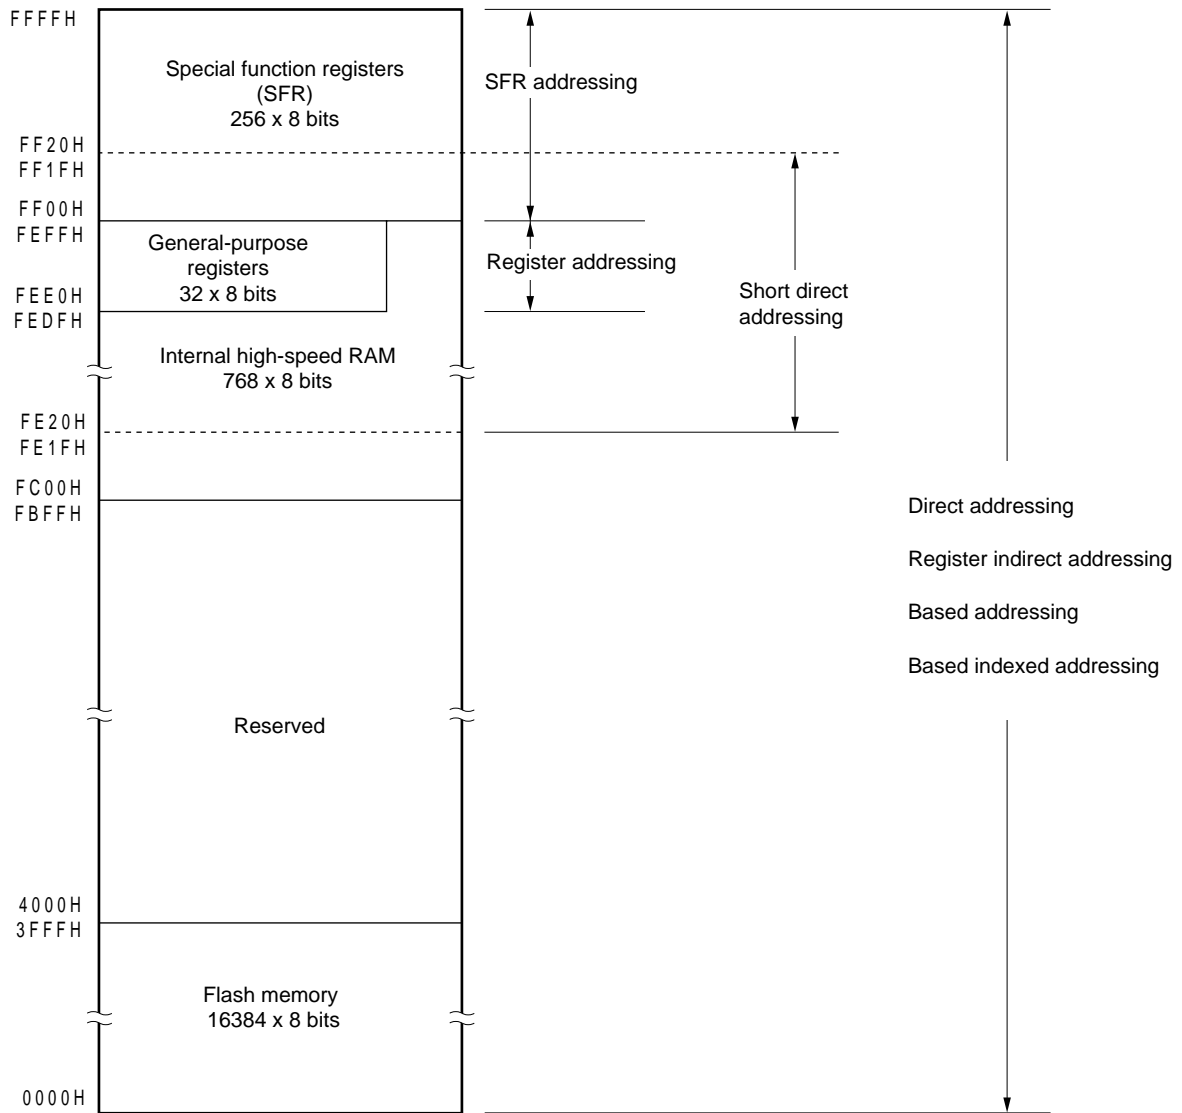 FFFFH
Special function registers
(SFR)
256 x 8 bits
SFR addressing
FF20H
FF1FH
FF00H
FEFFH
General-purpose
registers
32 x 8 bits
Register addressing
Short direct
addressing
FEE0H
FEDFH
Internal high-speed RAM
768 x 8 bits
FE20H
FE1FH
FC00H
FBFFH
Direct addressing
Register indirect addressing
Based addressing
Based indexed addressing
Reserved
4000H
3FFFH
Flash memory
16384 x 8 bits
0000H